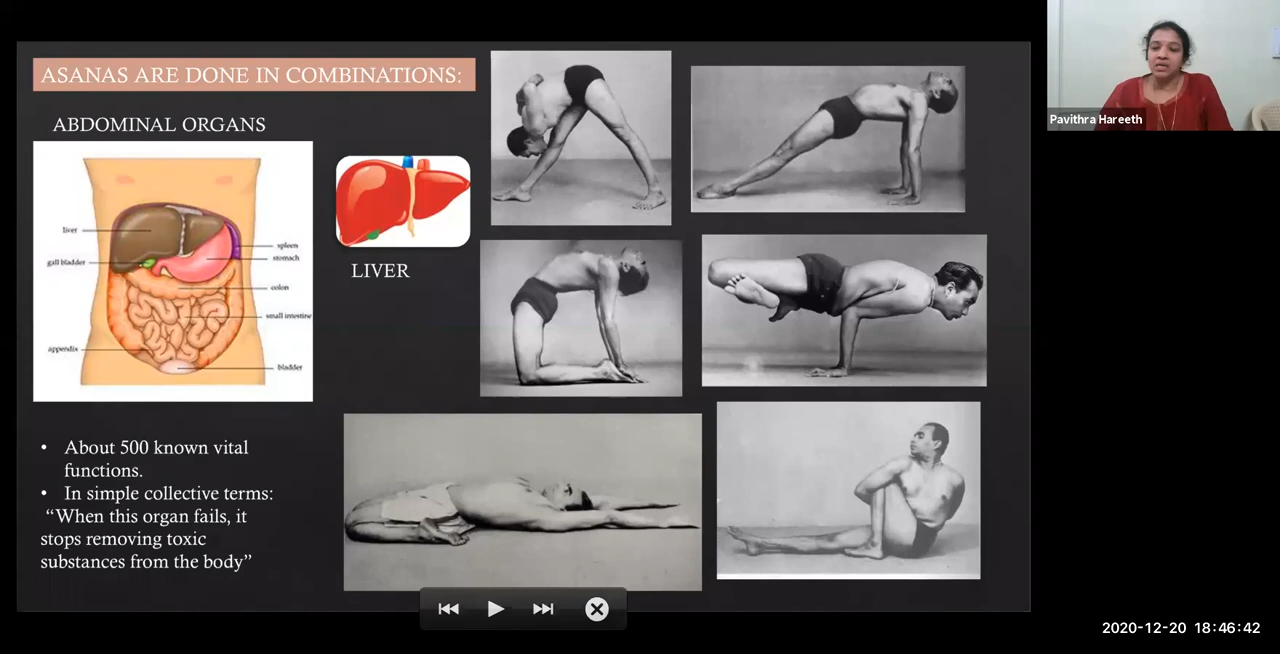 ASANAS ARE DONE IN COMBINATIONS:
ABDOMINAL ORGANS
liver
gall bladder
appendix
spleen
stomach
colon
small intestine
bladder
LIVER
• About 500 known vital
functions.
• In simple collective terms:
“When this organ fails, it
stops removing toxic
substances from the body”
Pavithra Hareeth
2020-12-20 18:46:42